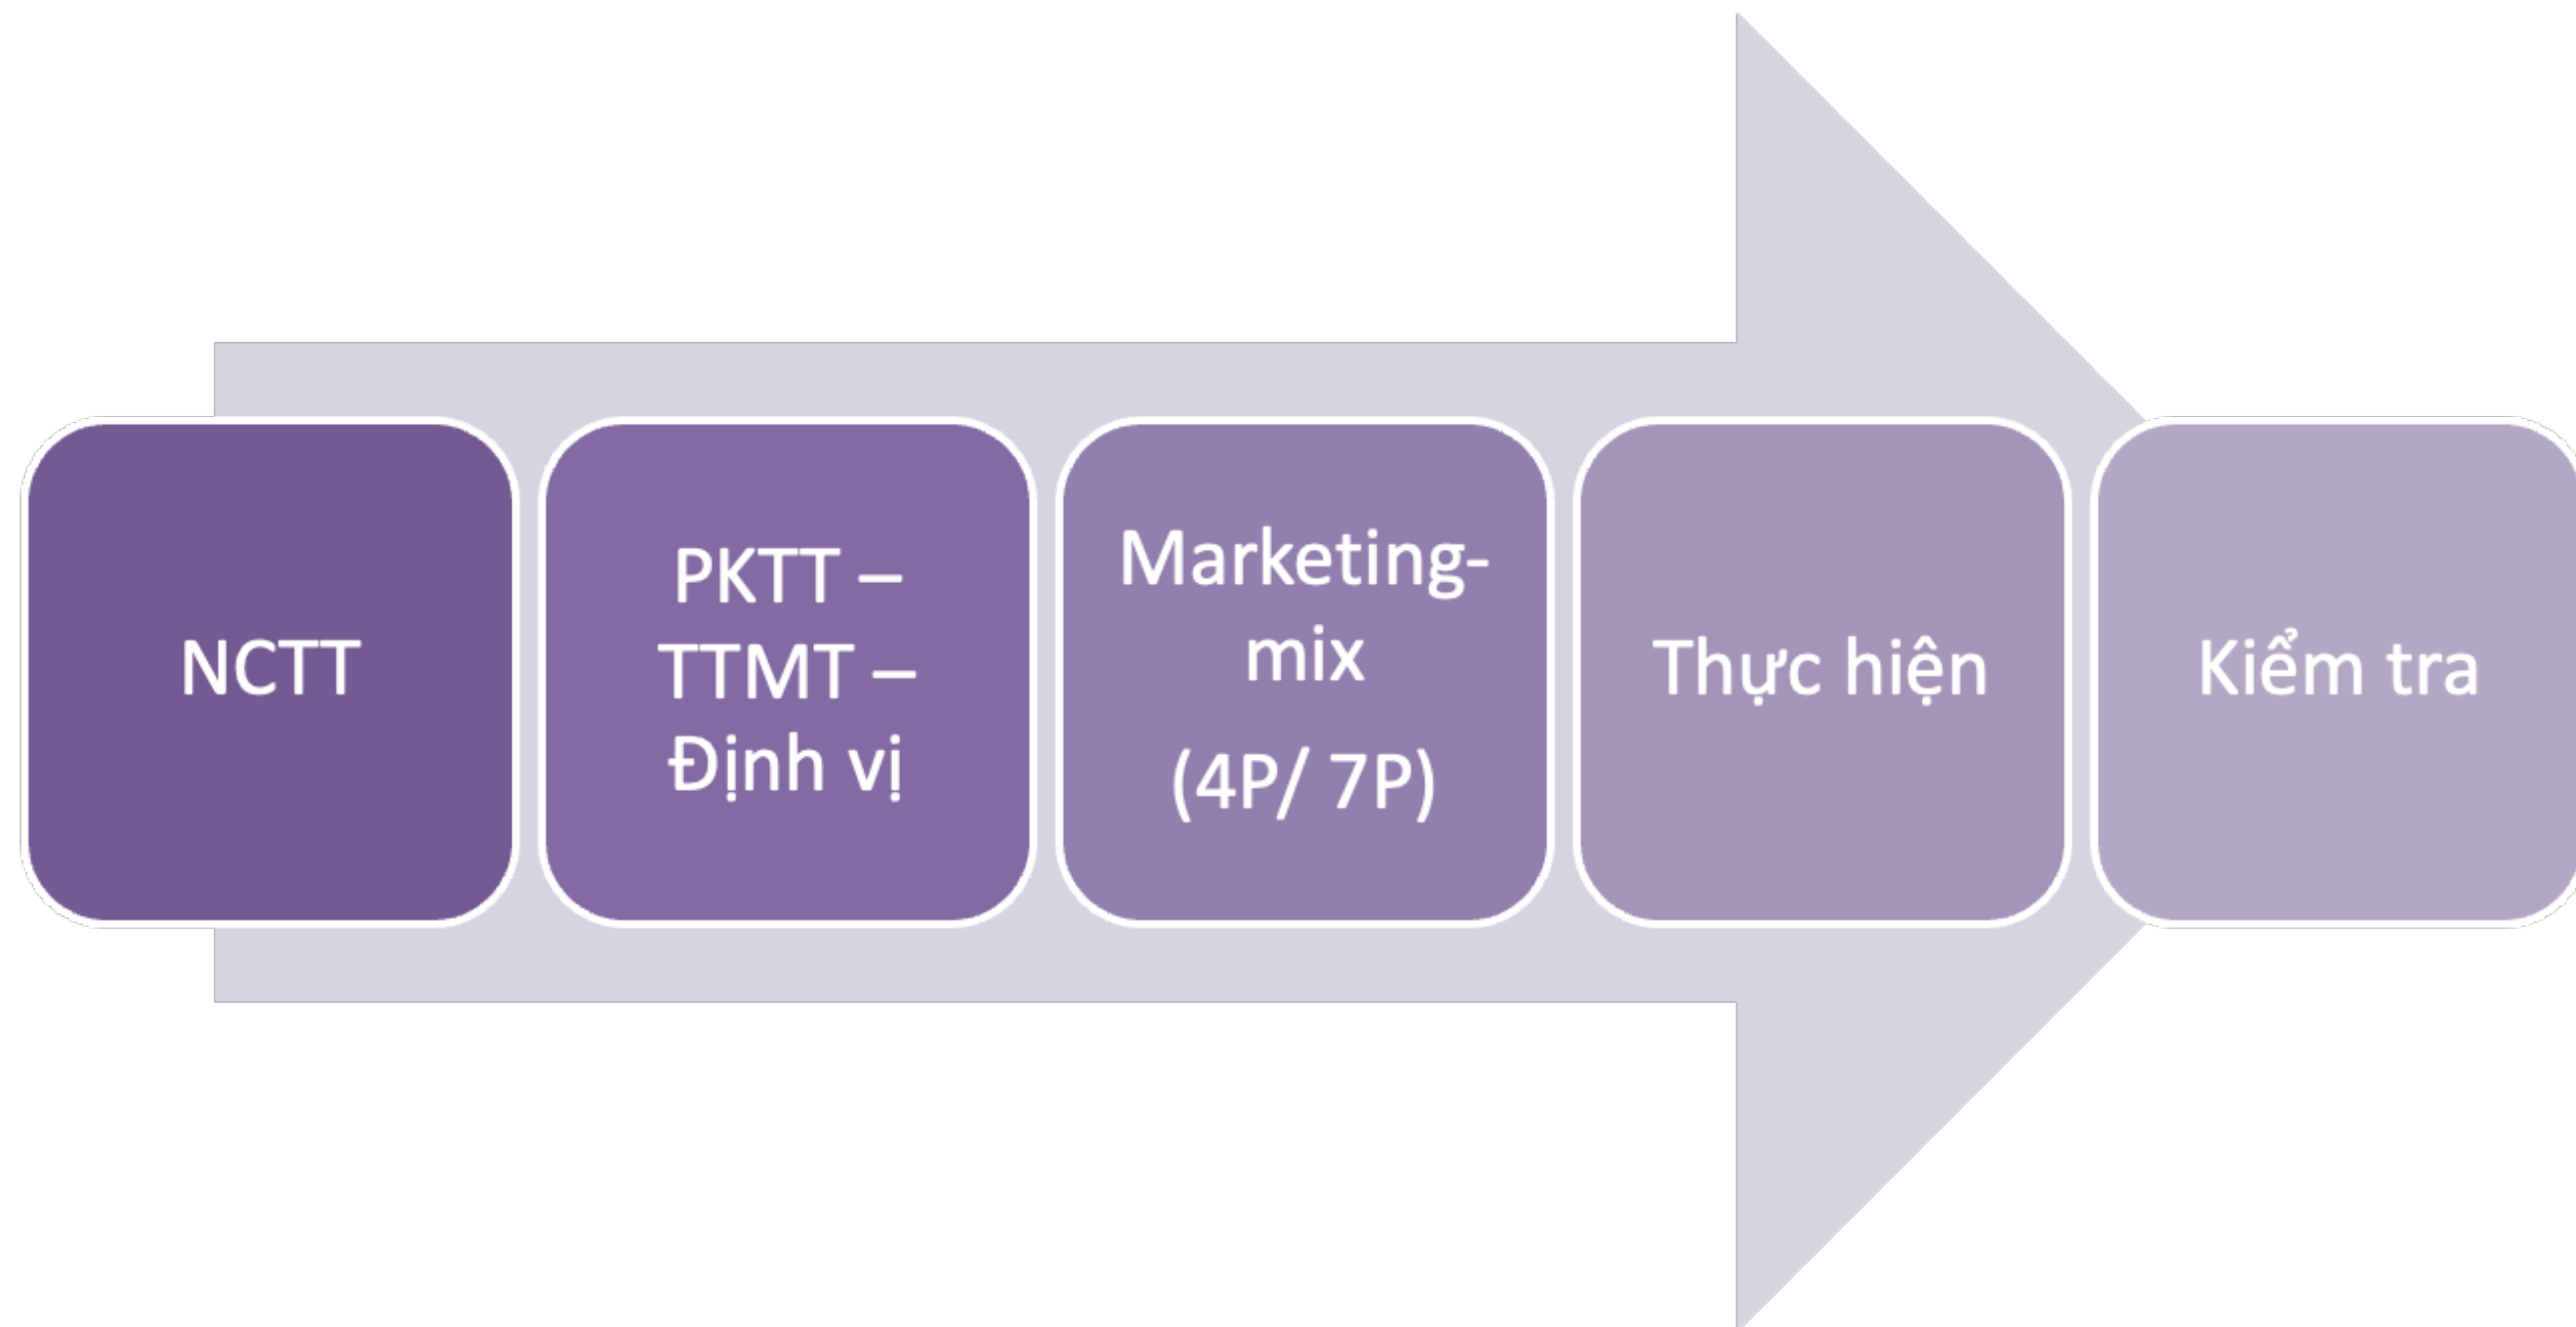 NCTT
PKTT –
TTMT –
Định vị
Marketing-
mix
(4P/ 7P)
Thực hiện
Kiểm tra